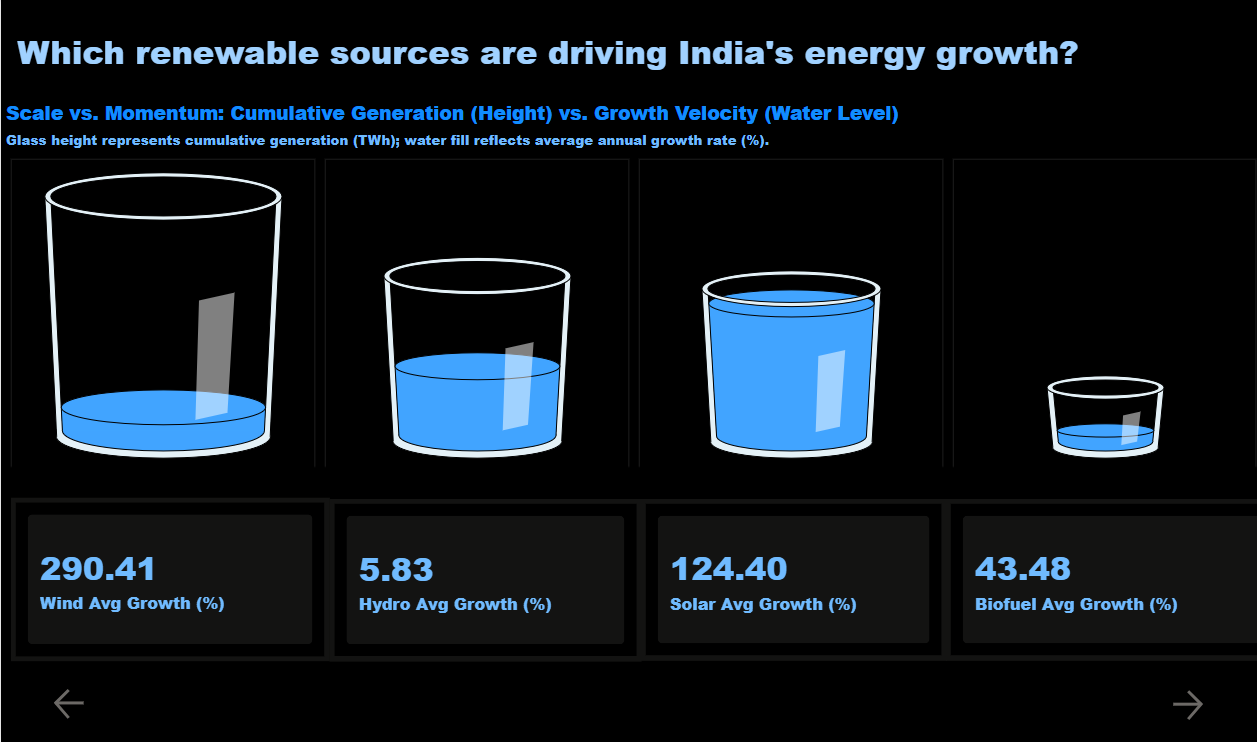 Which renewable sources are driving India's energy growth?
Scale vs. Momentum: Cumulative Generation (Height) vs. Growth Velocity (Water Level)
Glass height represents cumulative generation (TWh); water fill reflects average annual growth rate (%).
290.41
Wind Avg Growth (%)
5.83
Hydro Avg Growth (%)
124.40
Solar Avg Growth (%)
43.48
Biofuel Avg Growth (%)